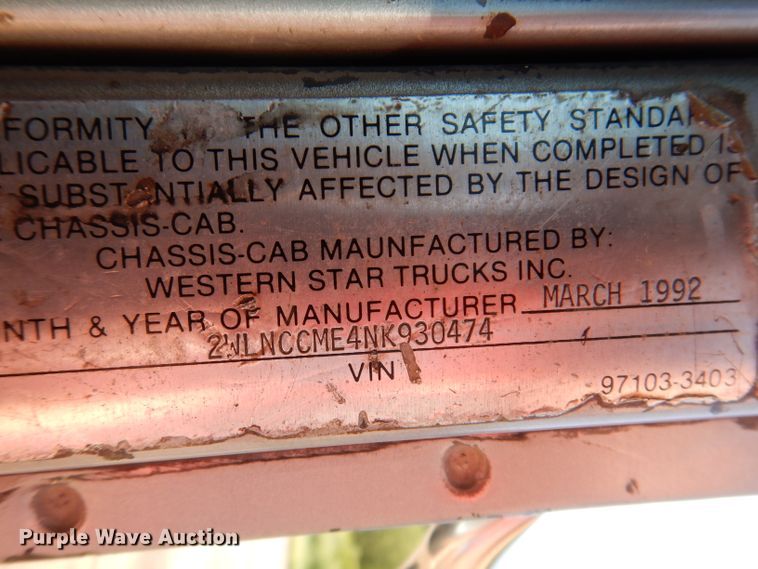 FORMITY THE OTHER SAFETY STANDAR
LICABLE TO THIS VEHICLE WHEN COMPLETED IS
SUBSTANTIALLY AFFECTED BY THE DESIGN OF
CHASSIS-CAB.
CHASSIS-CAB MAUNFACTURED BY:
WESTERN STAR TRUCKS INC.
NTH & YEAR OF MANUFACTURER MARCH 1992
2WLNCCME4NK930474
VIN
97103-3403
Purple Wave Auction